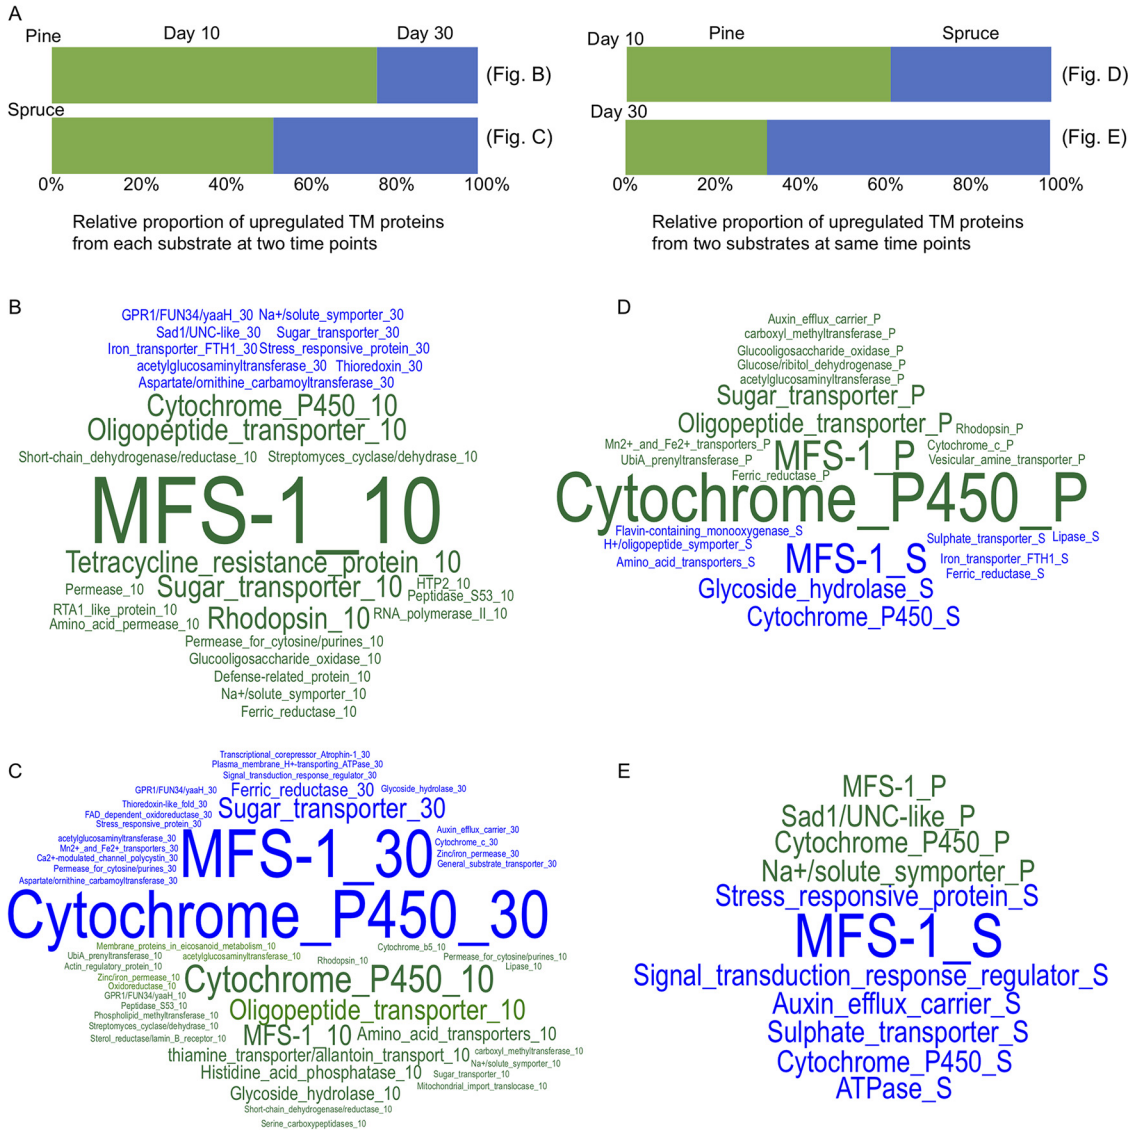 A
Pine Day 10 Day 30
(Fig. B)
Spruce
(Fig. C)
0% 20% 40% 60% 80% 100%
Relative proportion of upregulated TM proteins
from each substrate at two time points
Day 10 Pine Spruce
(Fig. D)
Day 30
(Fig. E)
0% 20% 40% 60% 80% 100%
Relative proportion of upregulated TM proteins
from two substrates at same time points
B
GPR1/FUN34/yaaH_30 Na+/solute_symporter_30
Sad1/UNC-like_30 Sugar_transporter_30
Iron_transporter_FTH1_30 Stress_responsive_protein_30
acetylglucosaminyltransferase_30 Thioredoxin_30
Aspartate/ornithine_carbamoyltransferase_30
Cytochrome_P450_10
Oligopeptide_transporter_10
Short-chain_dehydrogenase/reductase_10 Streptomyces_cyclase/dehydrase_10
MFS-1_10
Tetracycline_resistance_protein_10
Permease_10 Sugar_transporter_10 HTP2_10
Peptidase_S53_10
RTA1_like_protein_10 Rhodopsin_10 RNA_polymerase_II_10
Amino_acid_permease_10
Permease_for_cytosine/purines_10
Glucooligosaccharide_oxidase_10
Defense-related_protein_10
Na+/solute_symporter_10
Ferric_reductase_10
D
Auxin_efflux_carrier_P
carboxyl_methyltransferase_P
Glucooligosaccharide_oxidase_P
Glucose/ribitol_dehydrogenase_P
acetylglucosaminyltransferase_P
Sugar_transporter_P
Oligopeptide_transporter_P Rhodopsin_P
Mn2+_and_Fe2+_transporters_P MFS-1_P Cytochrome_c_P
UbiA_prenyltransferase_P Vesicular_amine_transporter_P
Ferric_reductase_P
Cytochrome_P450_P
Flavin-containing_monooxygenase_S Sulphate_transporter_S Lipase_S
H+/oligopeptide_symporter_S MFS-1_S Iron_transporter_FTH1_S
Amino_acid_transporters_S Ferric_reductase_S
Glycoside_hydrolase_S
Cytochrome_P450_S
C
Transcriptional_corepressor_Atrophin-1_30
Plasma_membrane_H+-transporting_ATPase_30
Signal_transduction_response_regulator_30
GPR1/FUN34/yaaH_30 Ferric_reductase_30 Glycoside_hydrolase_30
Thioredoxin-like_fold_30 Sugar_transporter_30
FAD_dependent_oxidoreductase_30
Stress_responsive_protein_30
acetylglucosaminyltransferase_30 MFS-1_30 Auxin_efflux_carrier_30
Mn2+_and_Fe2+_transporters_30 Cytochrome_c_30
Ca2+-modulated_channel_polycystin_30 Zinc/iron_permease_30
Permease_for_cytosine/purines_30 General_substrate_transporter_30
Aspartate/ornithine_carbamoyltransferase_30
Cytochrome_P450_30
Membrane_proteins_in_eicosanoid_metabolism_10 Cytochrome_b5_10
UbiA_prenyltransferase_10 acetylglucosaminyltransferase_10 Rhodopsin_10 Permease_for_cytosine/purines_10
Actin_regulatory_protein_10 Lipase_10
Zinc/iron_permease_10 Cytochrome_P450_10
Oxidoreductase_10
GPR1/FUN34/yaaH_10
Peptidase_S53_10 Oligopeptide_transporter_10
Phospholipid_methyltransferase_10
Streptomyces_cyclase/dehydrase_10 MFS-1_10 Amino_acid_transporters_10
Sterol_reductase/lamin_B_receptor_10
thiamine_transporter/allantoin_transport_10 carboxyl_methyltransferase_10
Na+/solute_symporter_10
Histidine_acid_phosphatase_10 Sugar_transporter_10
Mitochondrial_import_translocase_10
Glycoside_hydrolase_10
Short-chain_dehydrogenase/reductase_10
Serine_carboxypeptidases_10
E
MFS-1_P
Sad1/UNC-like_P
Cytochrome_P450_P
Na+/solute_symporter_P
Stress_responsive_protein_S
MFS-1_S
Signal_transduction_response_regulator_S
Auxin_efflux_carrier_S
Sulphate_transporter_S
Cytochrome_P450_S
ATPase_S